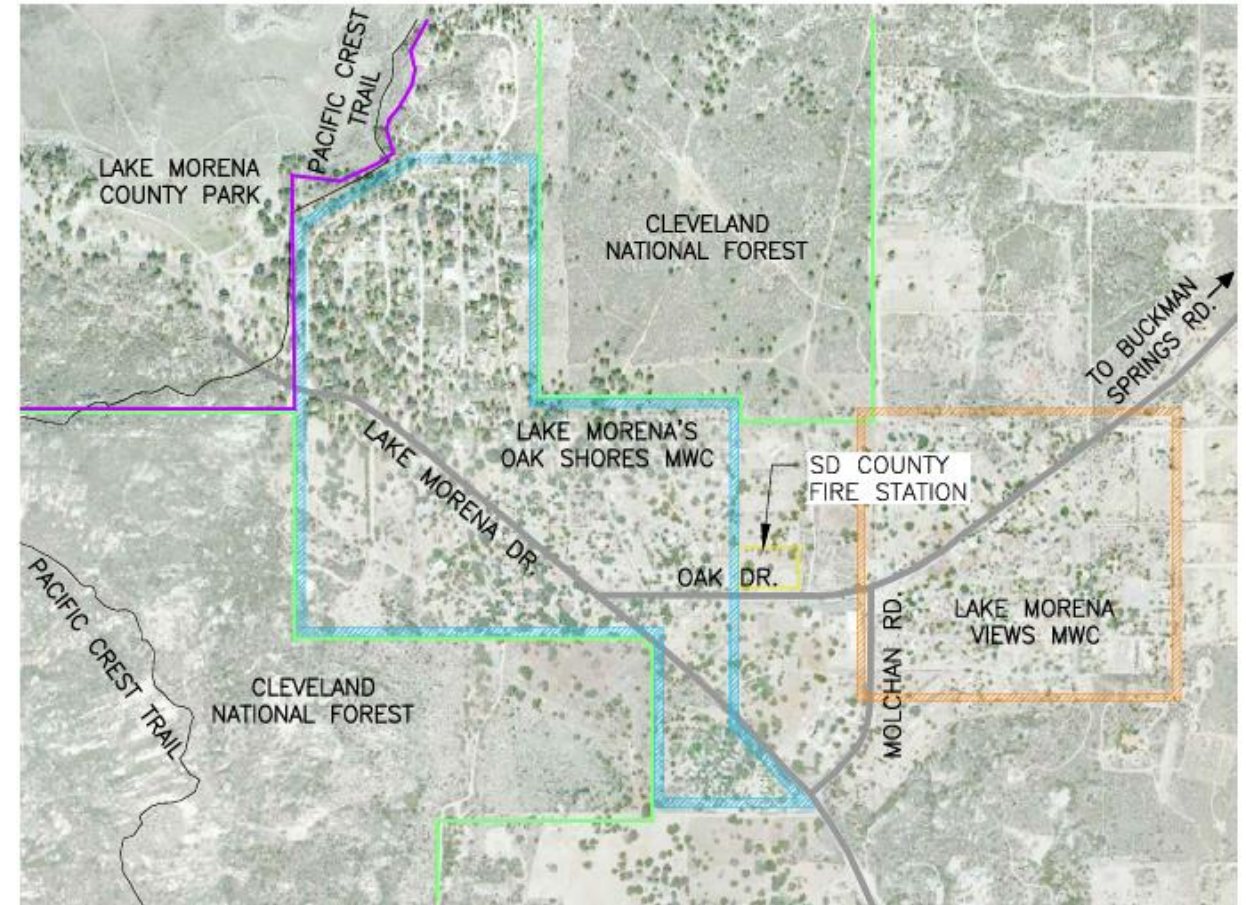 PACIFIC CREST
TRAIL
LAKE MORENA
COUNTY PARK
CLEVELAND
NATIONAL FOREST
TO BUCKMAN
SPRINGS RD.
LAKE MORENA DR.
LAKE MORENA'S
OAK SHORES MWC
SD COUNTY
FIRE STATION
OAK DR.
LAKE MORENA
VIEWS MWC
MOLCHAN RD.
PACIFIC CREST TRAIL
CLEVELAND
NATIONAL FOREST